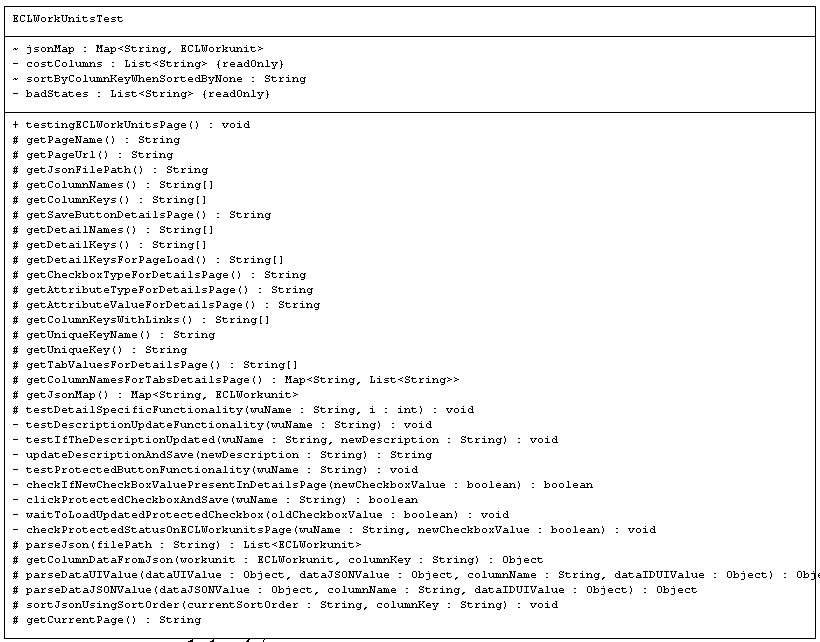 ECLWorkUnitsTest
~ jsonMap : Map<String, ECLWorkunit>
- costColumns : List<String> {readOnly}
~ sortByColumnKeyWhenSortedByNone : String
- badStates : List<String> {readOnly}
+ testingECLWorkUnitsPage() : void
# getPageName() : String
# getPageUrl() : String
# getJsonFilePath() : String
# getColumnNames() : String[]
# getColumnKeys() : String[]
# getSaveButtonDetailsPage() : String
# getDetailNames() : String[]
# getDetailKeys() : String[]
# getDetailKeysForPageLoad() : String[]
# getCheckboxTypeForDetailsPage() : String
# getAttributeTypeForDetailsPage() : String
# getAttributeValueForDetailsPage() : String
# getColumnKeysWithLinks() : String[]
# getUniqueKeyName() : String
# getUniqueKey() : String
# getTabValuesForDetailsPage() : String[]
# getColumnNamesForTabsDetailsPage() : Map<String, List<String>>
# getJsonMap() : Map<String, ECLWorkunit>
# testDetailSpecificFunctionality(wuName : String, i : int) : void
- testDescriptionUpdateFunctionality(wuName : String) : void
- testIfTheDescriptionUpdated(wuName : String, newDescription : String) : void
- updateDescriptionAndSave(newDescription : String) : String
- testProtectedButtonFunctionality(wuName : String) : void
- checkIfNewCheckBoxValuePresentInDetailsPage(newCheckboxValue : boolean) : boolean
- clickProtectedCheckboxAndSave(wuName : String) : boolean
- waitToLoadUpdatedProtectedCheckbox(oldCheckboxValue : boolean) : void
- checkProtectedStatusOnECLWorkunitsPage(wuName : String, newCheckboxValue : boolean) : void
# parseJson(filePath : String) : List<ECLWorkunit>
# getColumnDataFromJson(workunit : ECLWorkunit, columnKey : String) : Object
# parseDataUIValue(dataUIValue : Object, dataJSONValue : Object, columnName : String, dataIDUIValue : Object) : Obje
# parseDataJSONValue(dataJSONValue : Object, columnName : String, dataIDUIValue : Object) : Object
# sortJsonUsingSortOrder(currentSortOrder : String, columnKey : String) : void
# getCurrentPage() : String